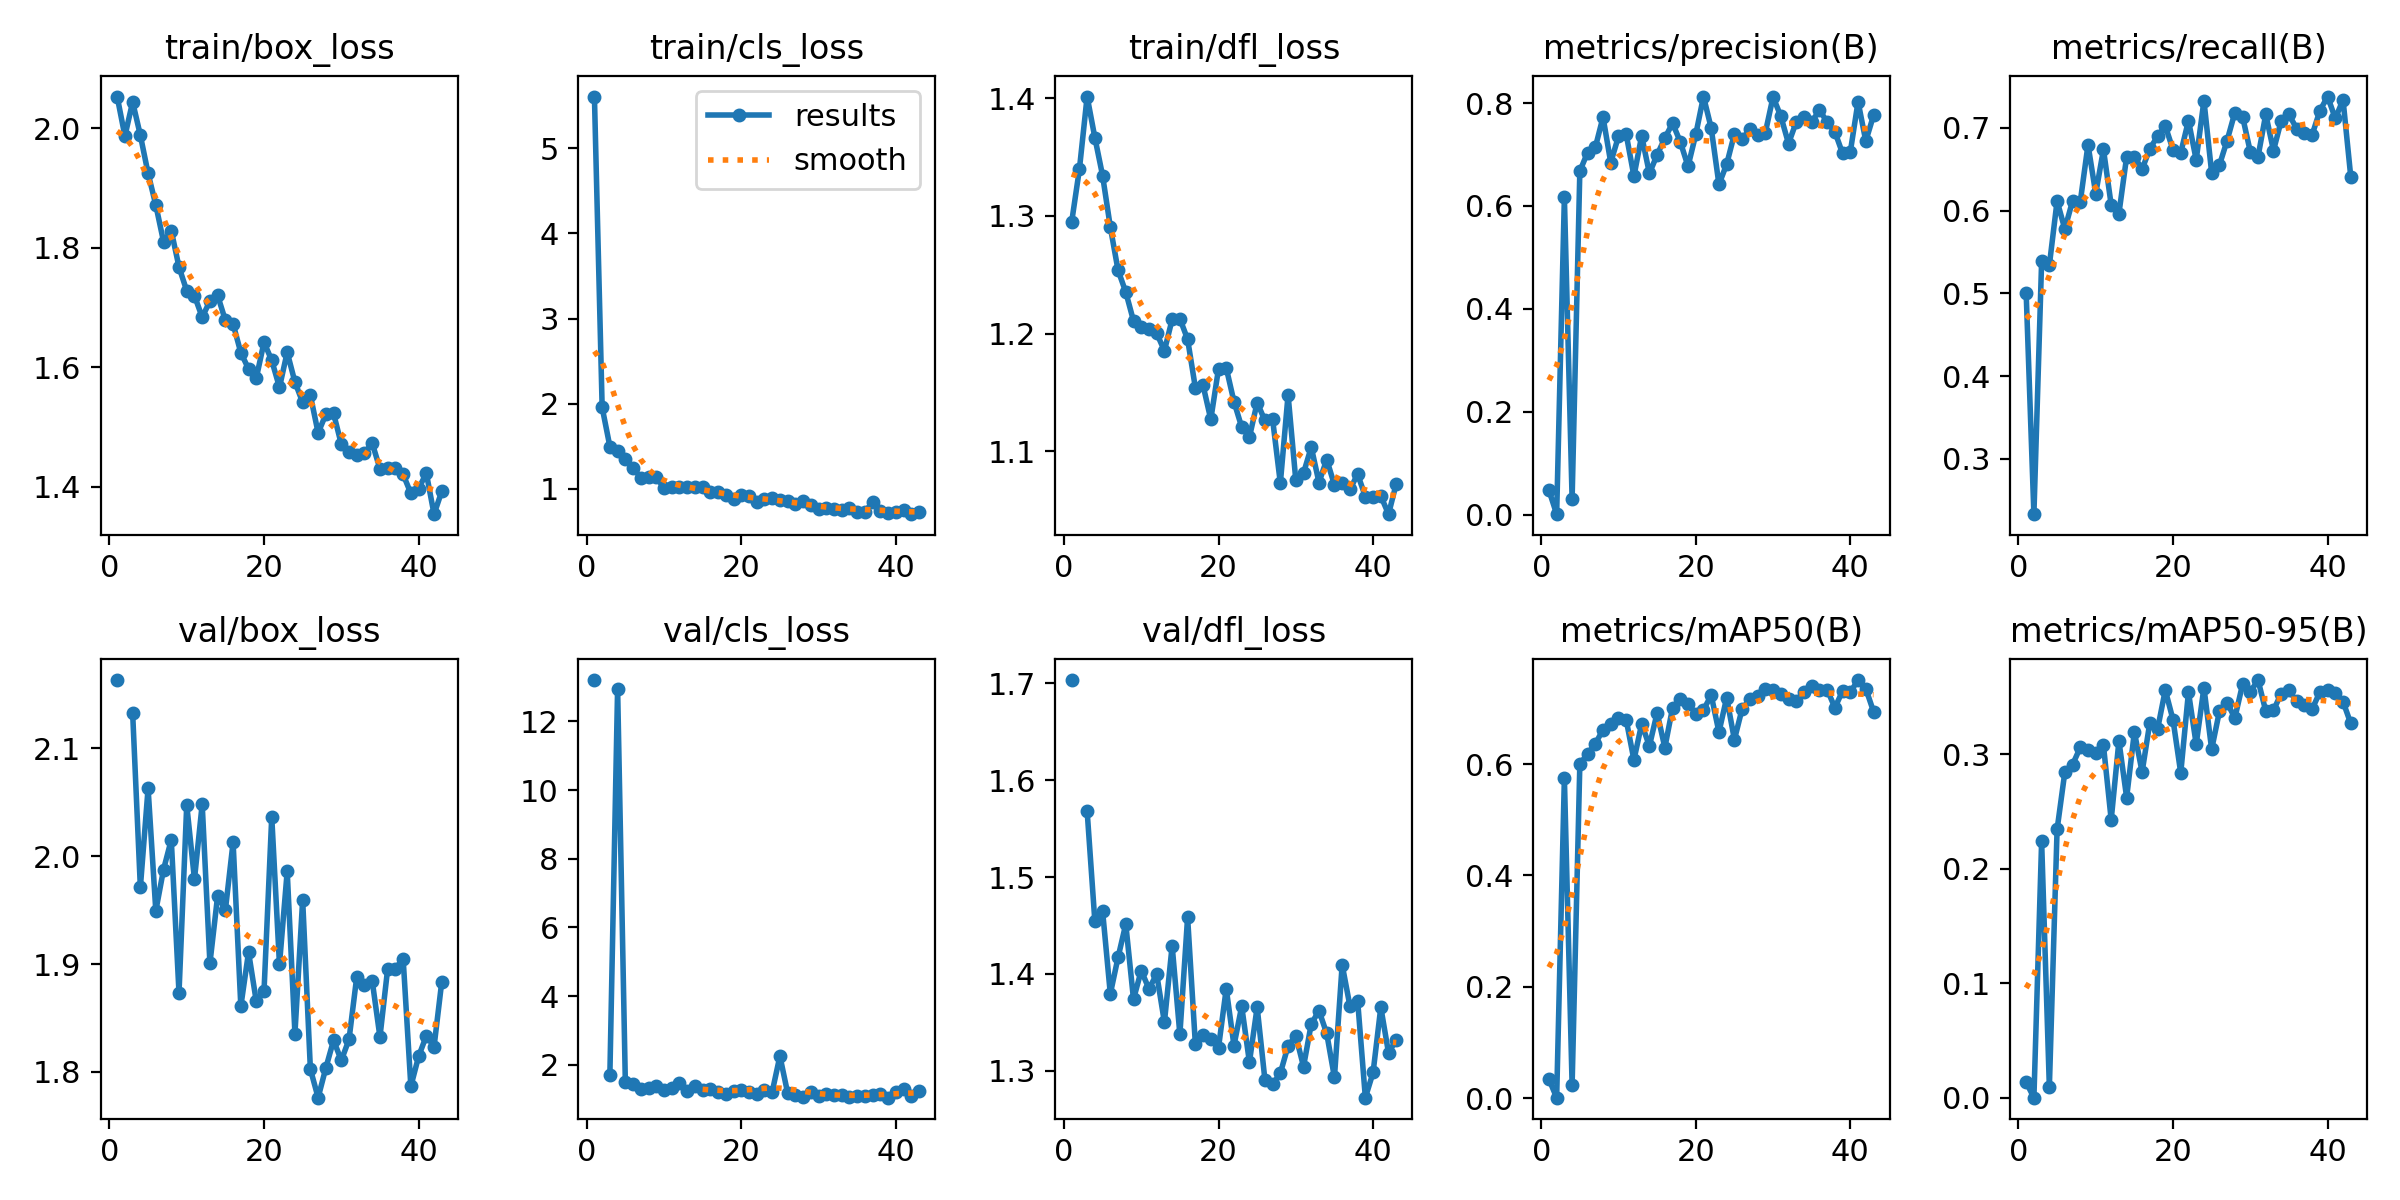 train/box_loss
2.0
1.8
1.6
1.4
0 20 40
train/cls_loss
results
smooth
5
4
3
2
1
0 20 40
train/dfl_loss
1.4
1.3
1.2
1.1
0 20 40
metrics/precision(B)
0.8
0.6
0.4
0.2
0.0
0 20 40
metrics/recall(B)
0.7
0.6
0.5
0.4
0.3
0 20 40
val/box_loss
2.1
2.0
1.9
1.8
0 20 40
val/cls_loss
12
10
8
6
4
2
0 20 40
val/dfl_loss
1.7
1.6
1.5
1.4
1.3
0 20 40
metrics/mAP50(B)
0.6
0.4
0.2
0.0
0 20 40
metrics/mAP50-95(B)
0.3
0.2
0.1
0.0
0 20 40